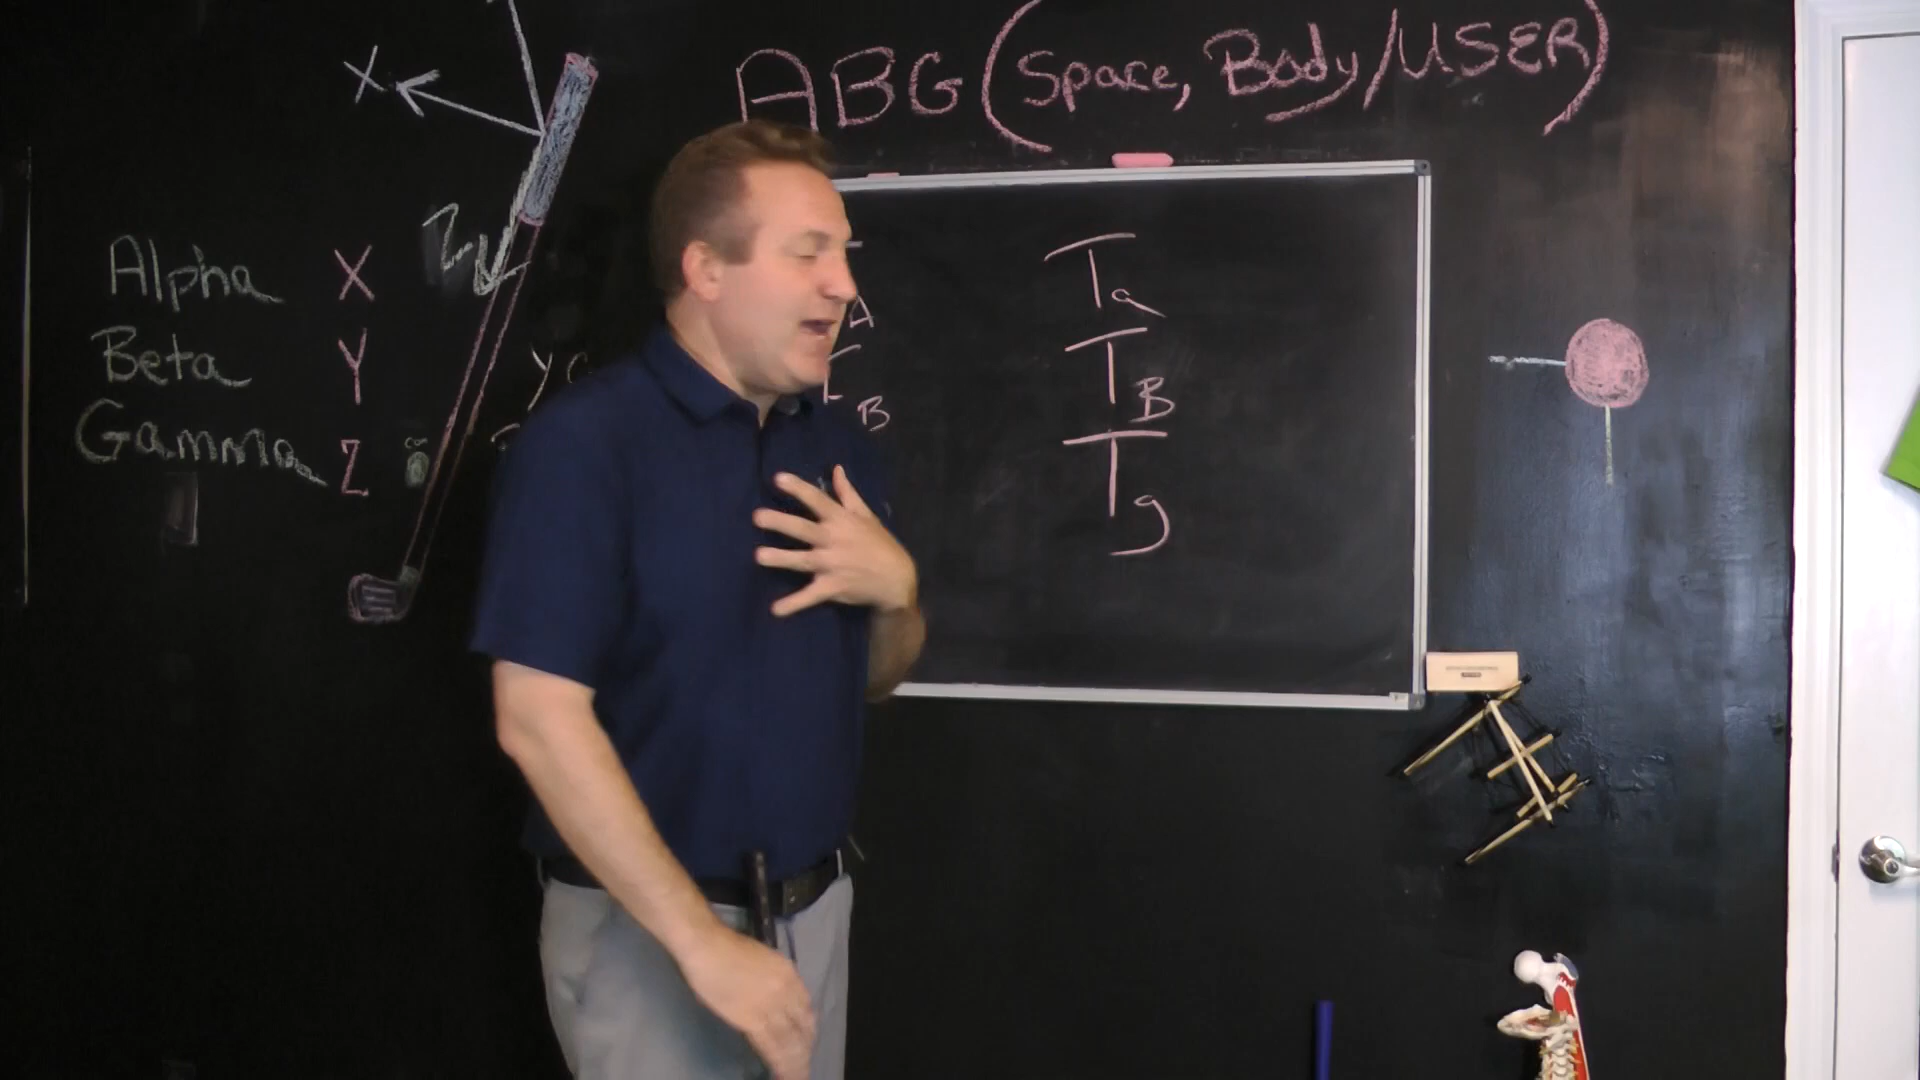 ABG (Space, Body/USER)
X
Z
Alpha X
Beta Y
Gamma Z
Y
A
B
Ta
TB
Tg